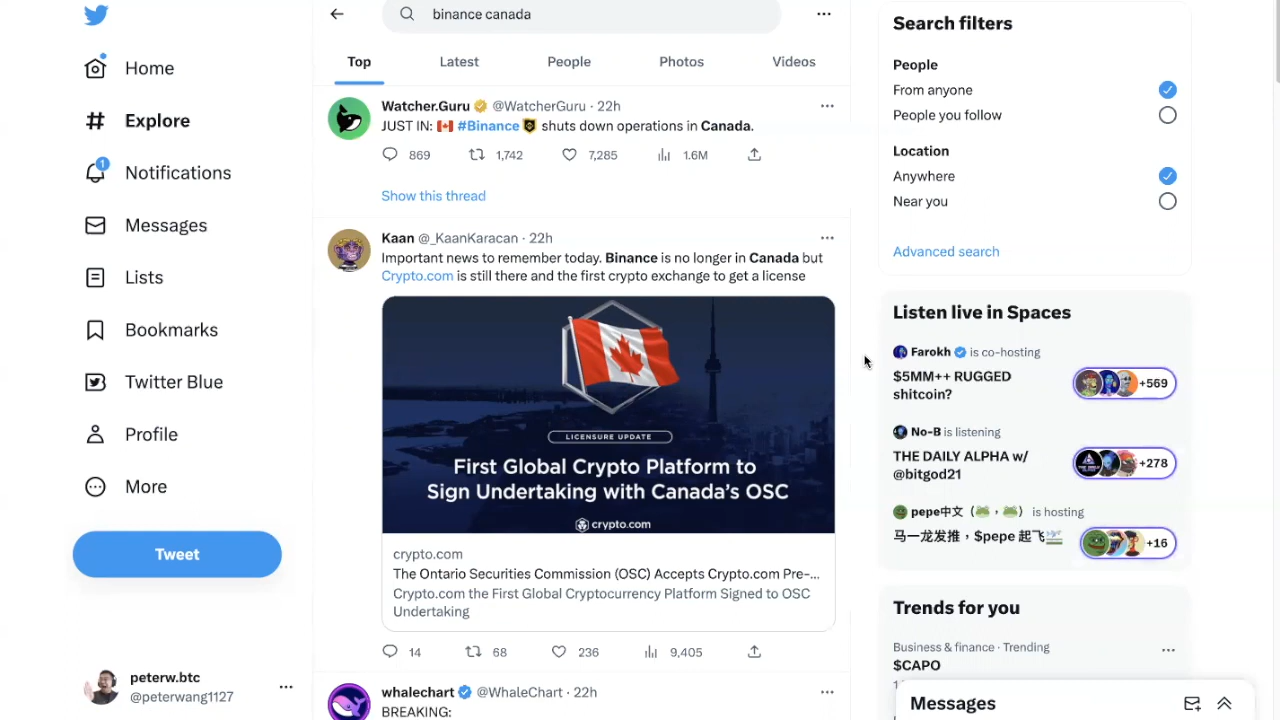 binance canada
Home
Explore
1
Notifications
Messages
Lists
Bookmarks
Twitter Blue
Profile
More
Tweet
peterw.btc
@peterwang1127
Top Latest People Photos Videos
Watcher.Guru @WatcherGuru · 22h
JUST IN: #Binance shuts down operations in Canada.
869 1,742 7,285 1.6M
Show this thread
Kaan @_KaanKaracan · 22h
Important news to remember today. Binance is no longer in Canada but
Crypto.com is still there and the first crypto exchange to get a license
LICENSURE UPDATE
First Global Crypto Platform to
Sign Undertaking with Canada's OSC
crypto.com
crypto.com
The Ontario Securities Commission (OSC) Accepts Crypto.com Pre-...
Crypto.com the First Global Cryptocurrency Platform Signed to OSC
Undertaking
14 68 236 9,405
whalechart @WhaleChart · 22h
BREAKING:
Search filters
People
From anyone
People you follow
Location
Anywhere
Near you
Advanced search
Listen live in Spaces
Farokh is co-hosting
$5MM++ RUGGED
shitcoin?
+569
No-B is listening
THE DAILY ALPHA w/
@bitgod21
+278
pepe中文（🐸，🐸） is hosting
马一龙发推，$pepe 起飞🛫
+16
Trends for you
Business & finance · Trending
$CAPO
Messages